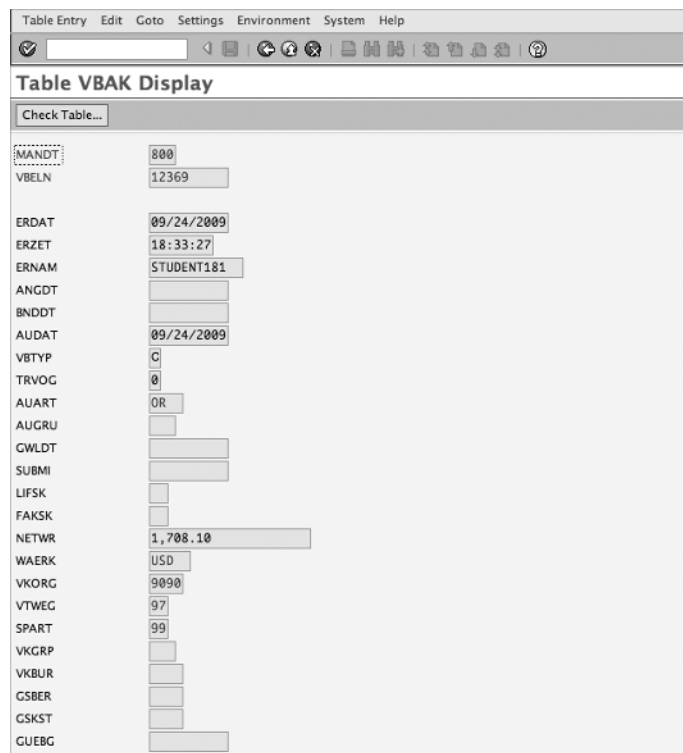 Table Entry Edit Goto Settings Environment System Help
Table VBAK Display
Check Table...
MANDT 800
VBELN 12369
ERDAT 09/24/2009
ERZET 18:33:27
ERNAM STUDENT181
ANGDT
BNDDT
AUDAT 09/24/2009
VBTYP C
TRVOG 0
AUART OR
AUGRU
GWLDT
SUBMI
LIFSK
FAKSK
NETWR 1,708.10
WAERK USD
VKORG 9090
VTWEG 97
SPART 99
VKGRP
VKBUR
GSBER
GSKST
GUEBG